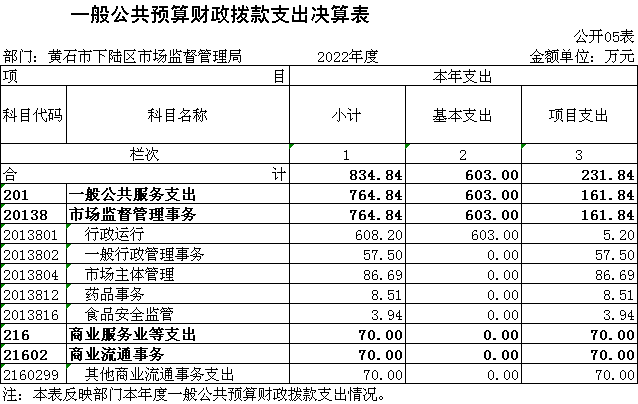 一般公共预算财政拨款支出决算表
公开05表
部门：黄石市下陆区市场监督管理局 2022年度 金额单位：万元
项 目 本年支出
科目代码 科目名称 小计 基本支出 项目支出
栏次 1 2 3
合 计 834.84 603.00 231.84
201 一般公共服务支出 764.84 603.00 161.84
20138 市场监督管理事务 764.84 603.00 161.84
2013801 行政运行 608.20 603.00 5.20
2013802 一般行政管理事务 57.50 0.00 57.50
2013804 市场主体管理 86.69 0.00 86.69
2013812 药品事务 8.51 0.00 8.51
2013816 食品安全监管 3.94 0.00 3.94
216 商业服务业等支出 70.00 0.00 70.00
21602 商业流通事务 70.00 0.00 70.00
2160299 其他商业流通事务支出 70.00 0.00 70.00
注：本表反映部门本年度一般公共预算财政拨款支出情况。